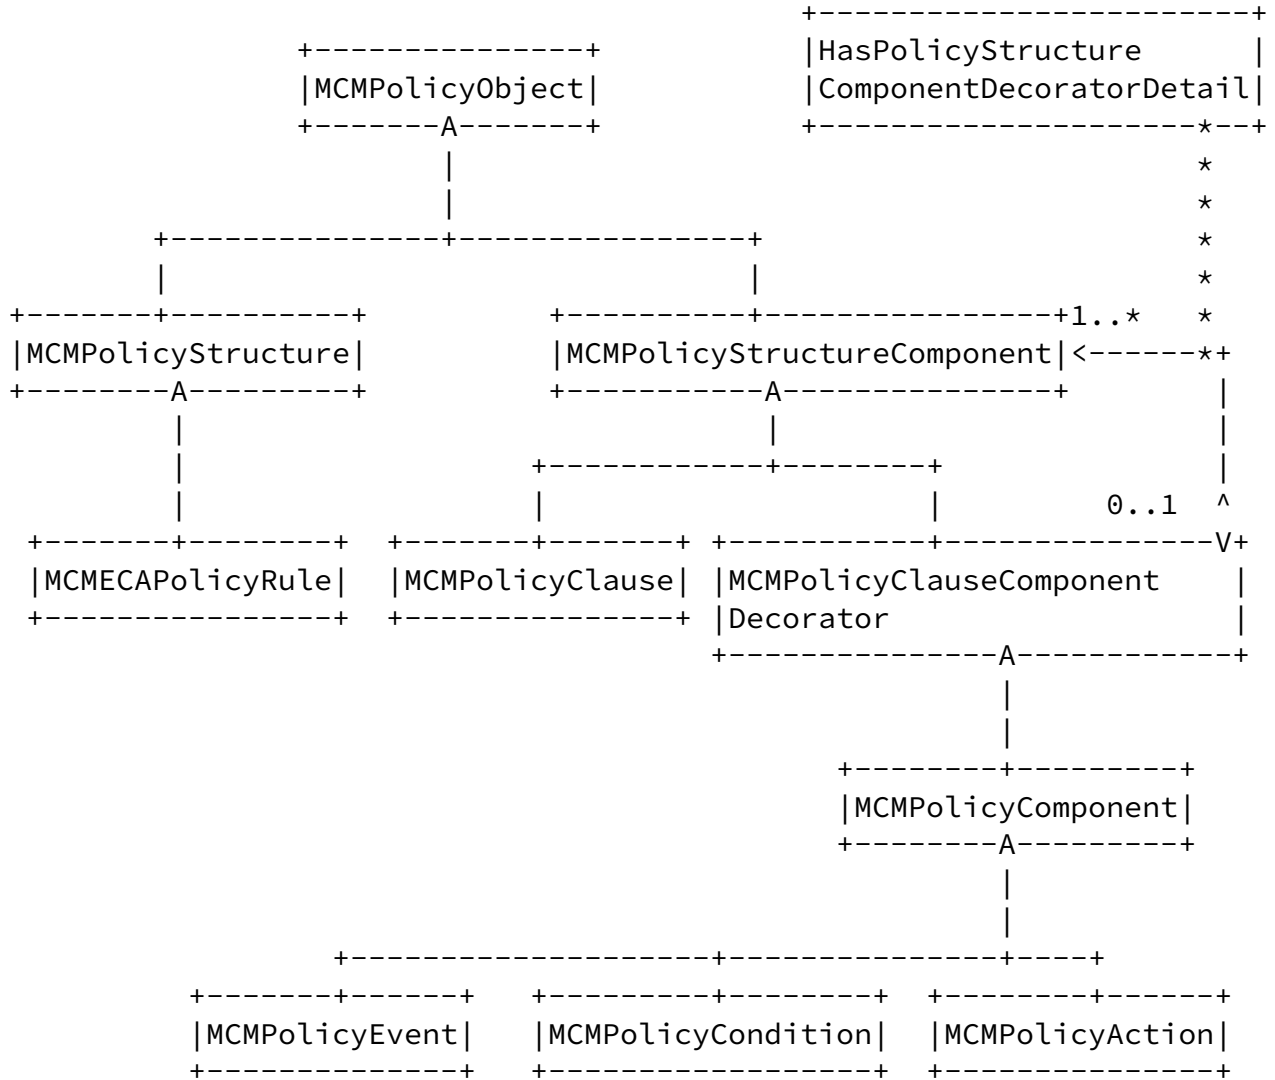 HasPolicyStructure
MCMPolicyObject
ComponentDecoratorDetail
1..*
MCMPolicyStructure
MCMPolicyStructureComponent
0..1
MCMECAPolicyRule
MCMPolicyClause
MCMPolicyClauseComponent
Decorator
MCMPolicyComponent
MCMPolicyEvent
MCMPolicyCondition
MCMPolicyAction